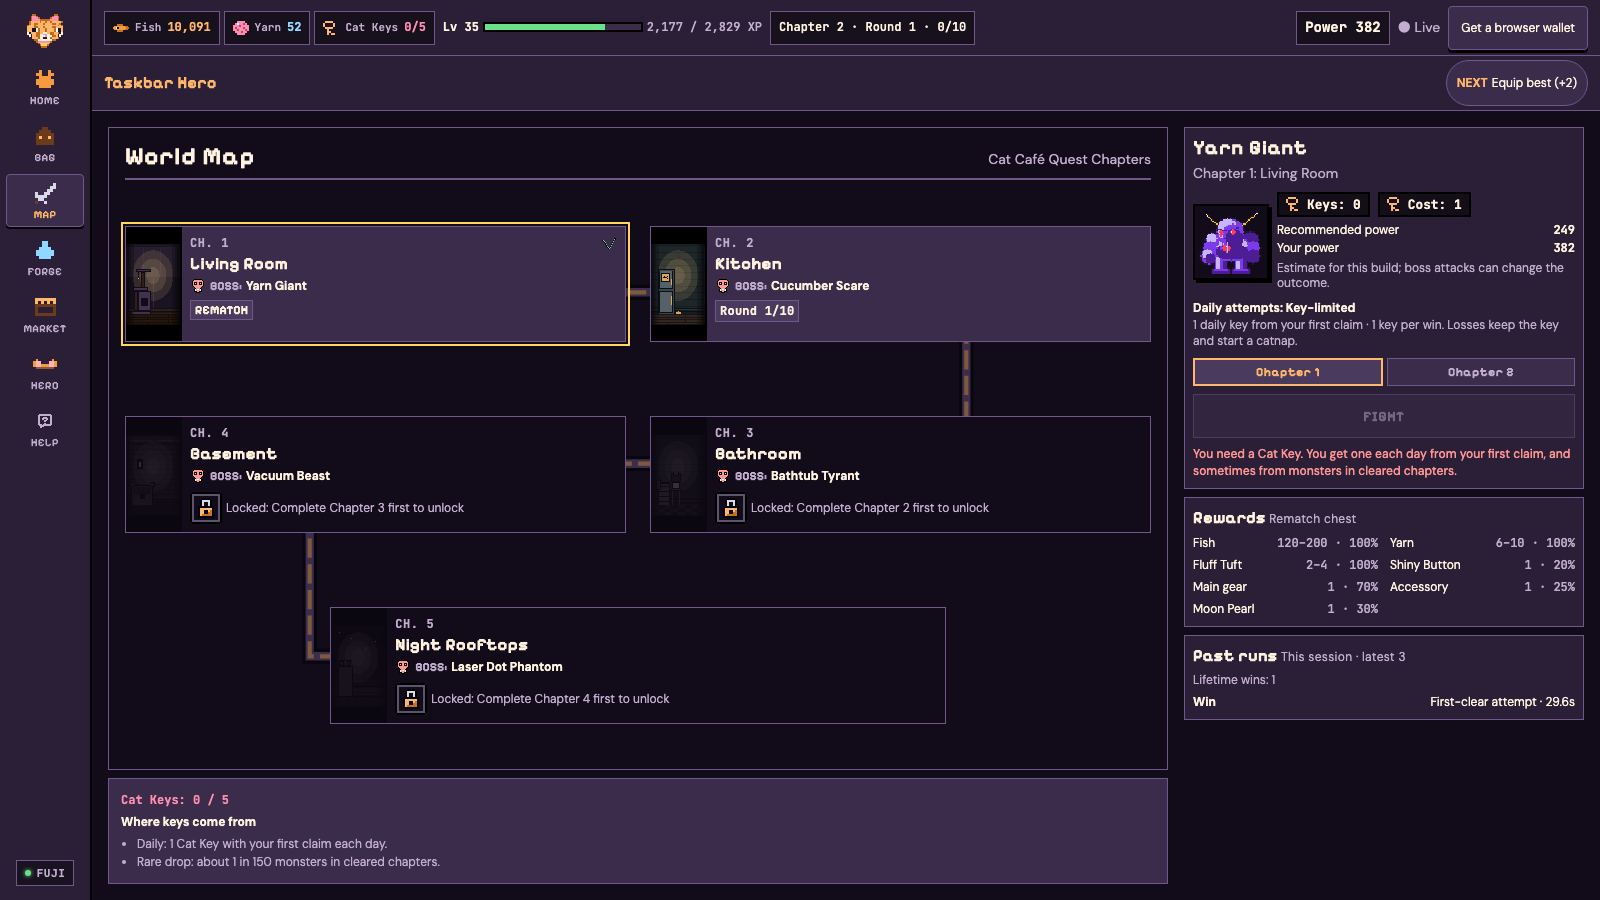 Fish 10,091
Yarn 52
Cat Keys 0/5
Lv 35
2,177 / 2,829 XP
Chapter 2 · Round 1 · 0/10
Power 382
Live
Get a browser wallet
HOME
BAG
MAP
FORGE
MARKET
HERO
HELP
FUJI
Taskbar Hero
NEXT Equip best (+2)
World Map
Cat Café Quest Chapters
CH. 1
Living Room
BOSS: Yarn Giant
REMATCH
CH. 2
Kitchen
BOSS: Cucumber Scare
Round 1/10
CH. 4
Basement
BOSS: Vacuum Beast
Locked: Complete Chapter 3 first to unlock
CH. 3
Bathroom
BOSS: Bathtub Tyrant
Locked: Complete Chapter 2 first to unlock
CH. 5
Night Rooftops
BOSS: Laser Dot Phantom
Locked: Complete Chapter 4 first to unlock
Cat Keys: 0 / 5
Where keys come from
• Daily: 1 Cat Key with your first claim each day.
• Rare drop: about 1 in 150 monsters in cleared chapters.
Yarn Giant
Chapter 1: Living Room
Keys: 0
Cost: 1
Recommended power 249
Your power 382
Estimate for this build; boss attacks can change the
outcome.
Daily attempts: Key-limited
1 daily key from your first claim · 1 key per win. Losses keep the key
and start a catnap.
Chapter 1
Chapter 8
FIGHT
You need a Cat Key. You get one each day from your first claim, and
sometimes from monsters in cleared chapters.
Rewards Rematch chest
Fish 120–200 · 100% Yarn 6–10 · 100%
Fluff Tuft 2–4 · 100% Shiny Button 1 · 20%
Main gear 1 · 70% Accessory 1 · 25%
Moon Pearl 1 · 30%
Past runs This session · latest 3
Lifetime wins: 1
Win First-clear attempt · 29.6s